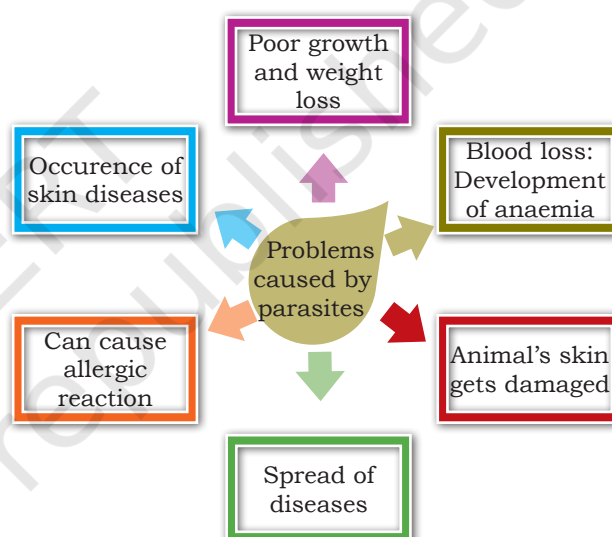 Poor growth
and weight
loss
Occurence of
skin diseases
Blood loss:
Development
of anaemia
Problems
caused by
parasites
Can cause
allergic
reaction
Animal's skin
gets damaged
Spread of
diseases